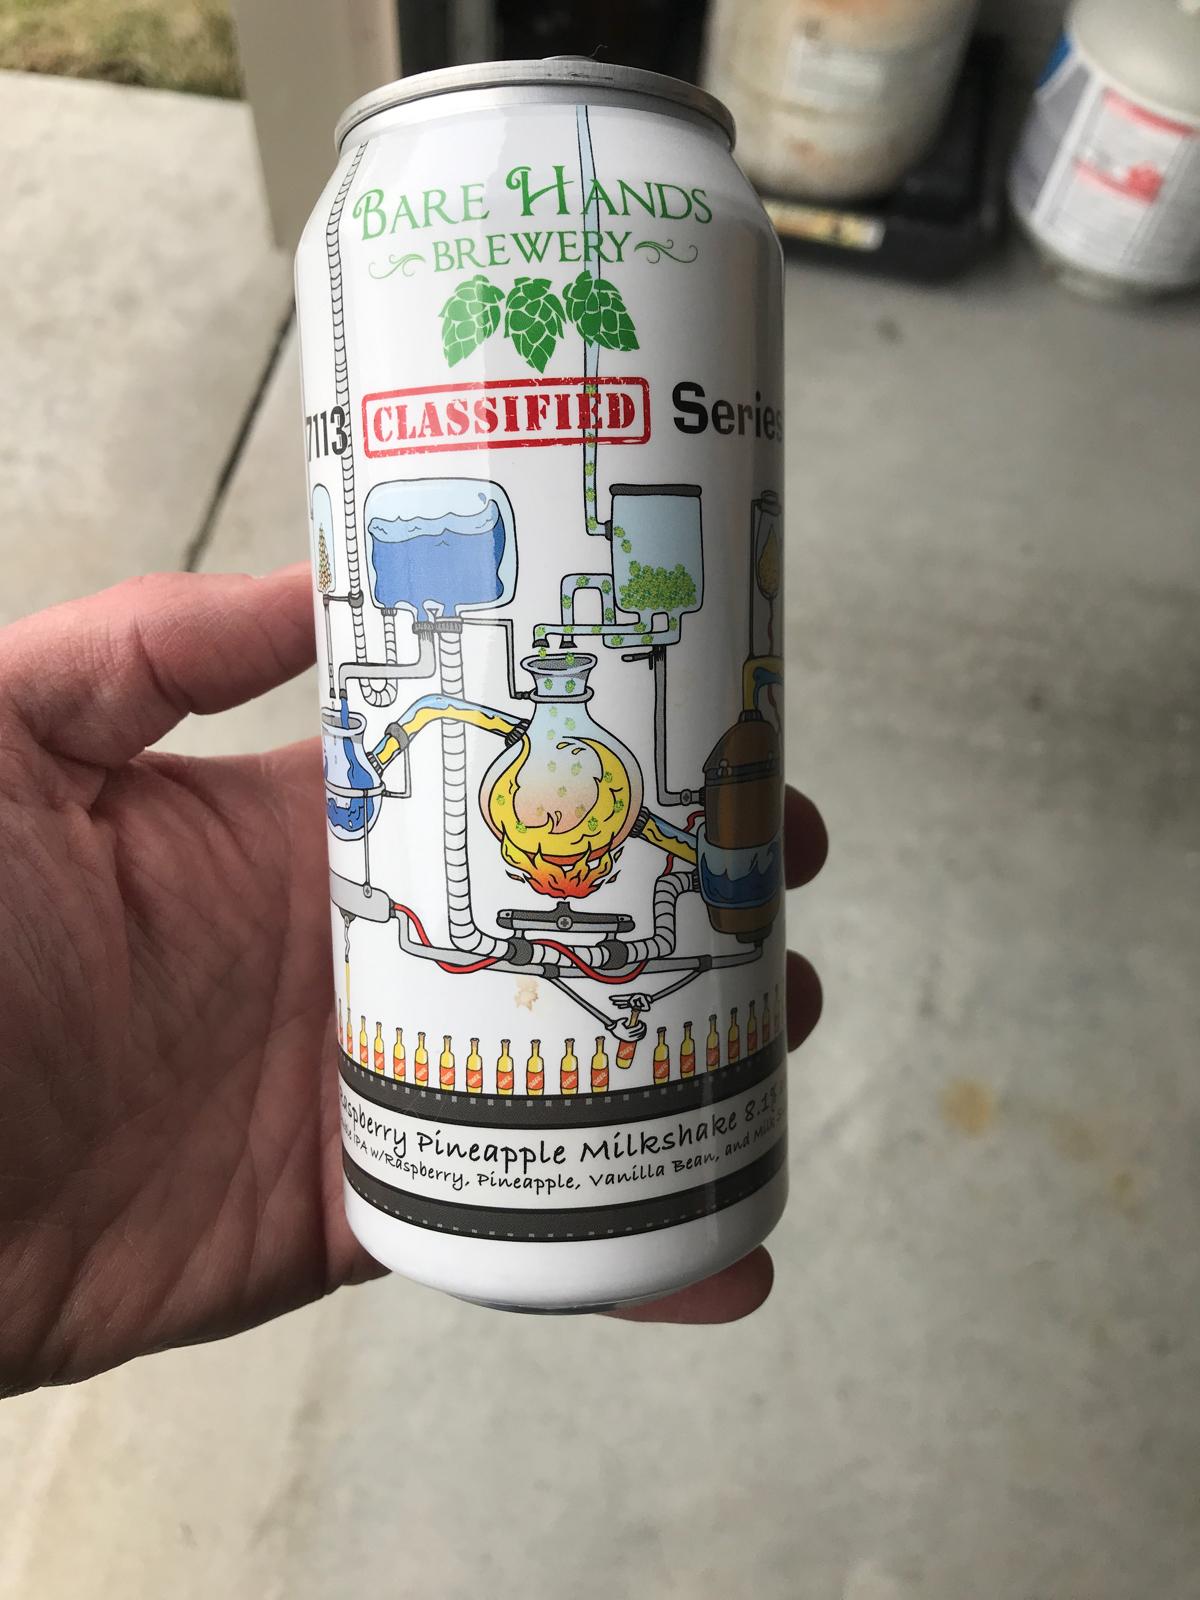 BARE HANDS
BREWERY
7113 CLASSIFIED Series
Raspberry Pineapple Milkshake 8.1%
IPA w/Raspberry, Pineapple, Vanilla Bean, and Milk